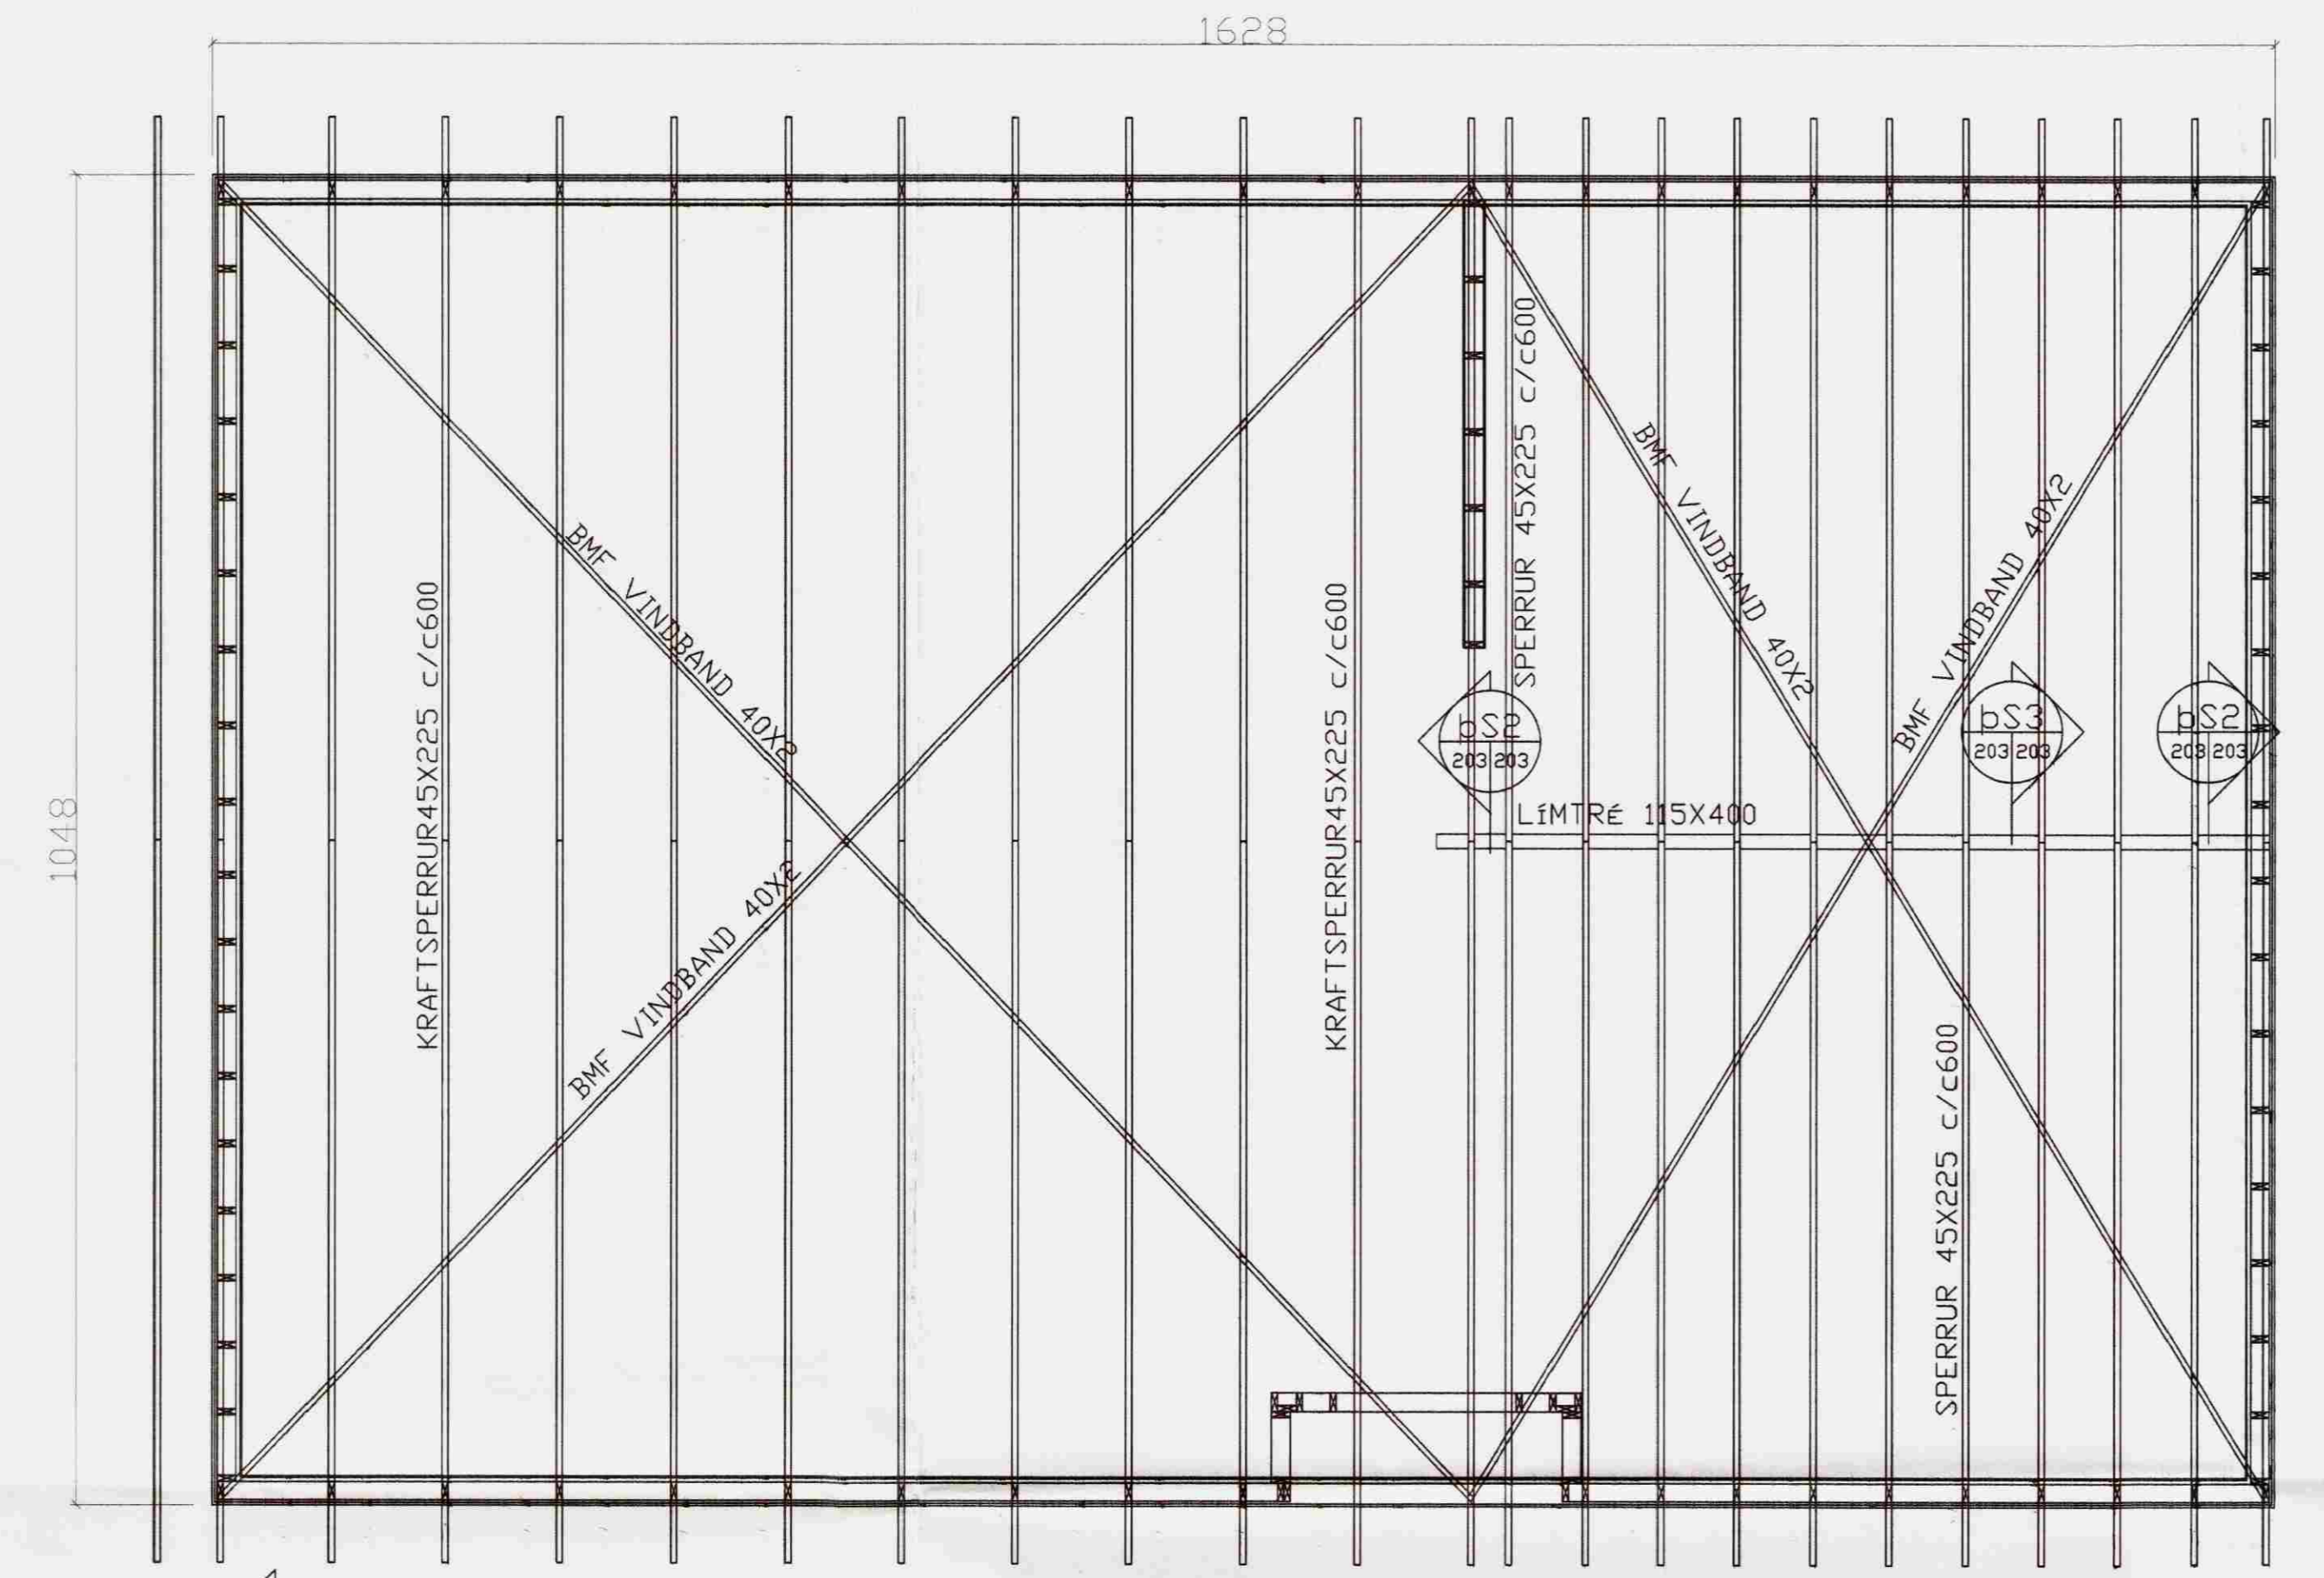 1628
1048
KRAFTSPERRUR45X225 c/c600
BMF VINDBAND 40X2
BMF VINDBAND 40X2
KRAFTSPERRUR45X225 c/c600
SPERRUR 45X225 c/c600
BMF VINDBAND 40X2
BMF VINDBAND 40X2
bS2
203 203
bS3
203 203
bS2
203 203
LíMTRé 115X400
SPERRUR 45X225 c/c600